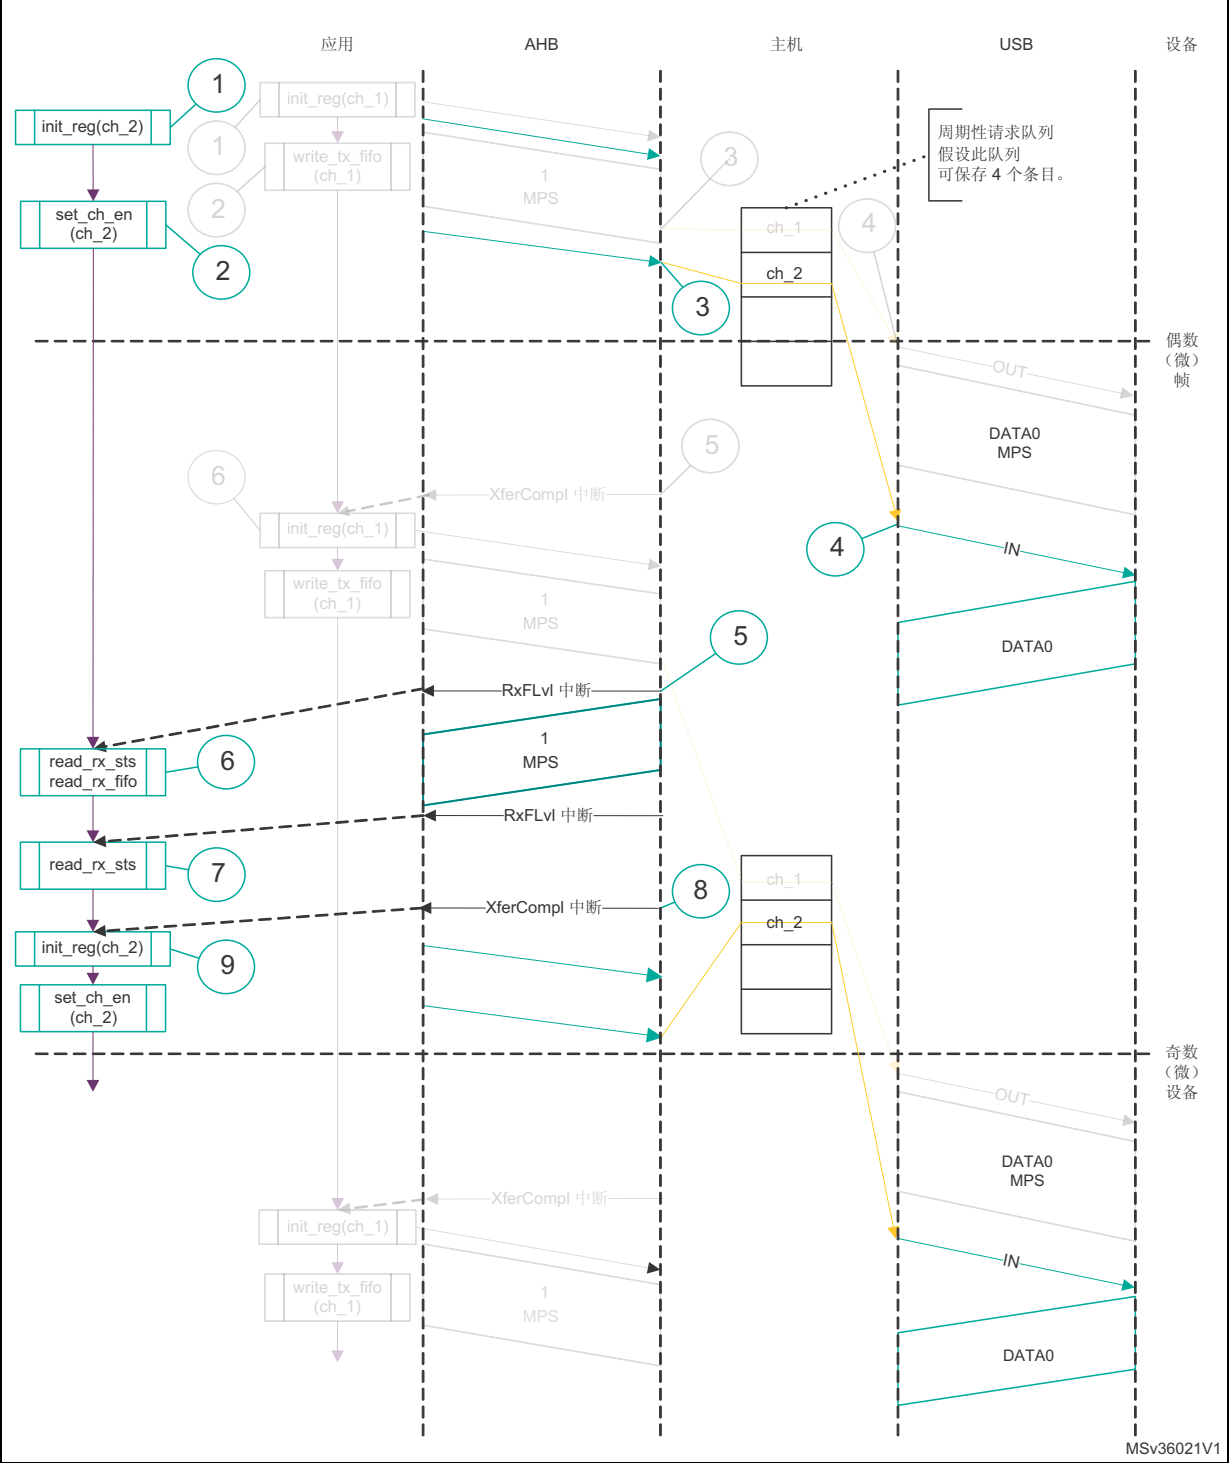 应用
AHB
主机
USB
设备
1
init_reg(ch_1)
init_reg(ch_2)
周期性请求队列
假设此队列
可保存 4 个条目。
1
write_tx_fifo
(ch_1)
3
1
MPS
2
set_ch_en
(ch_2)
ch_1
4
2
ch_2
3
偶数
（微）
帧
OUT
DATA0
MPS
5
6
XferCompl 中断
init_reg(ch_1)
4
IN
write_tx_fifo
(ch_1)
1
MPS
5
DATA0
RxFLvl 中断
1
MPS
read_rx_sts
read_rx_fifo
6
RxFLvl 中断
read_rx_sts
7
ch_1
8
XferCompl 中断
ch_2
init_reg(ch_2)
9
set_ch_en
(ch_2)
奇数
（微）
设备
OUT
DATA0
MPS
XferCompl 中断
init_reg(ch_1)
IN
write_tx_fifo
(ch_1)
1
MPS
DATA0
MSv36021V1